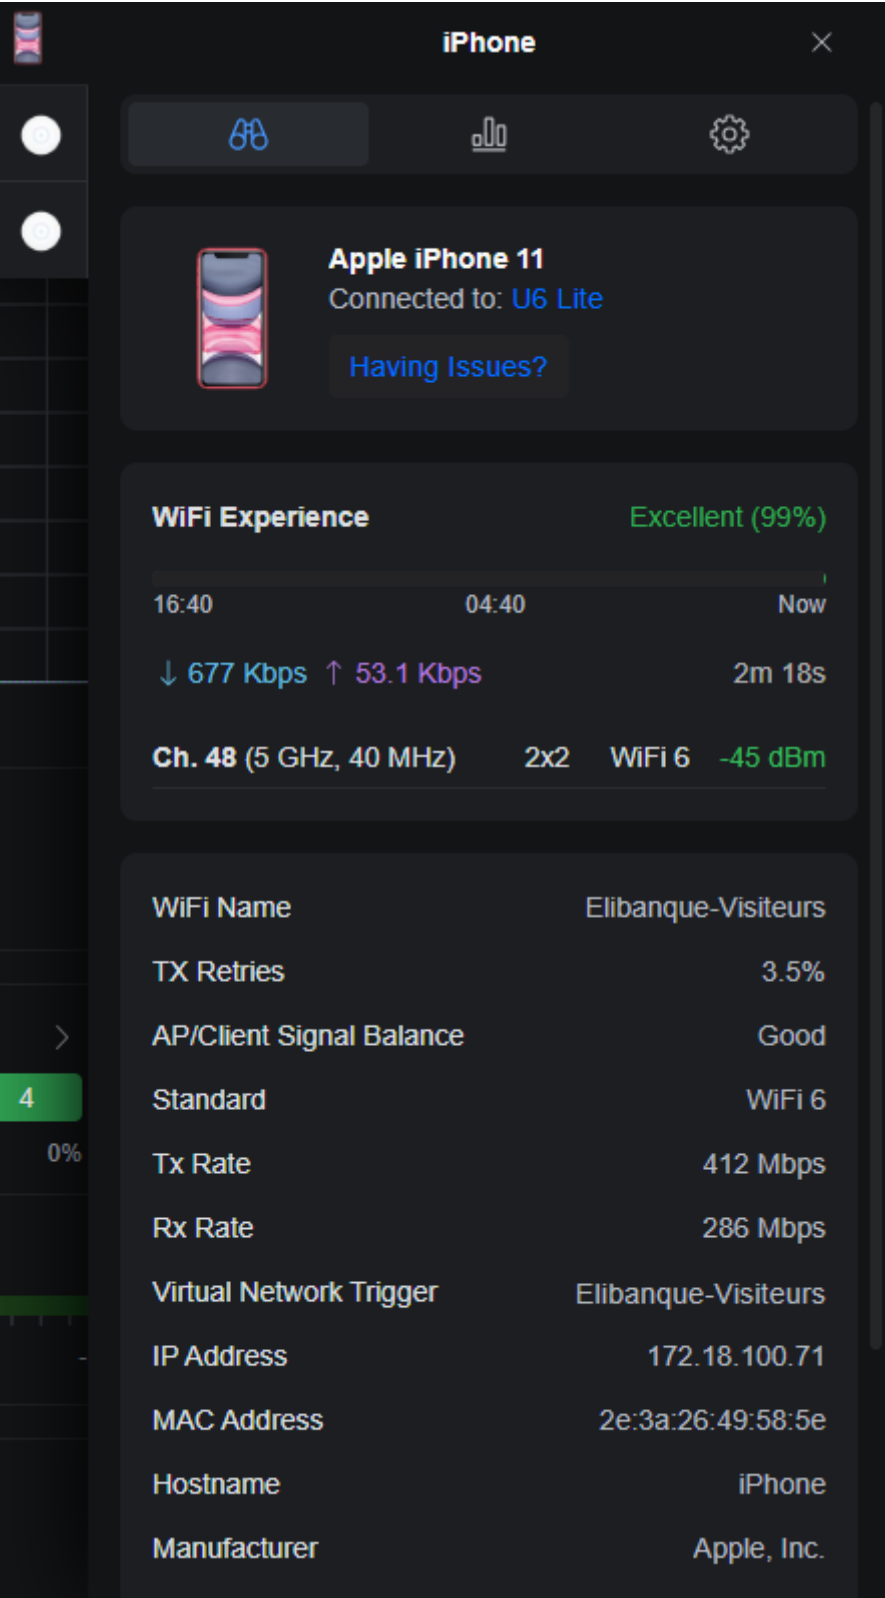 iPhone
Apple iPhone 11
Connected to: U6 Lite
Having Issues?
WiFi Experience Excellent (99%)
16:40 04:40 Now
↓ 677 Kbps ↑ 53.1 Kbps 2m 18s
Ch. 48 (5 GHz, 40 MHz) 2x2 WiFi 6 -45 dBm
WiFi Name Elibanque-Visiteurs
TX Retries 3.5%
AP/Client Signal Balance Good
4
Standard WiFi 6
0%
Tx Rate 412 Mbps
Rx Rate 286 Mbps
Virtual Network Trigger Elibanque-Visiteurs
IP Address 172.18.100.71
-
MAC Address 2e:3a:26:49:58:5e
Hostname iPhone
Manufacturer Apple, Inc.